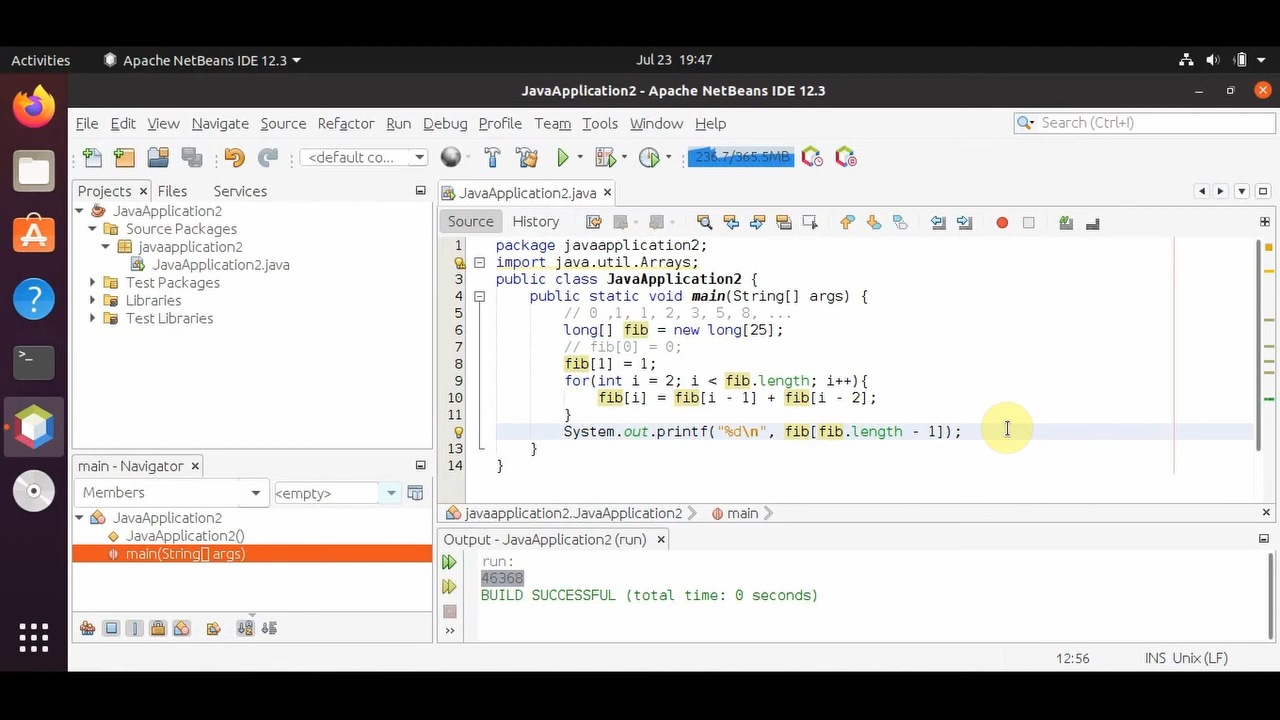 Activities Apache NetBeans IDE 12.3 Jul 23 19:47
JavaApplication2 - Apache NetBeans IDE 12.3
File Edit View Navigate Source Refactor Run Debug Profile Team Tools Window Help Search (Ctrl+I)
<default co... 236.7/365.5MB
Projects Files Services
JavaApplication2
Source Packages
javaapplication2
JavaApplication2.java
Test Packages
Libraries
Test Libraries
main - Navigator
Members <empty>
JavaApplication2
JavaApplication2()
main(String[] args)
JavaApplication2.java
Source History
1 package javaapplication2;
import java.util.Arrays;
3 public class JavaApplication2 {
4 public static void main(String[] args) {
5 // 0 ,1, 1, 2, 3, 5, 8, ...
6 long[] fib = new long[25];
7 // fib[0] = 0;
8 fib[1] = 1;
9 for(int i = 2; i < fib.length; i++){
10 fib[i] = fib[i - 1] + fib[i - 2];
11 }
System.out.printf("%d\n", fib[fib.length - 1]);
13 }
14 }
javaapplication2.JavaApplication2 main
Output - JavaApplication2 (run)
run:
46368
BUILD SUCCESSFUL (total time: 0 seconds)
12:56 INS Unix (LF)